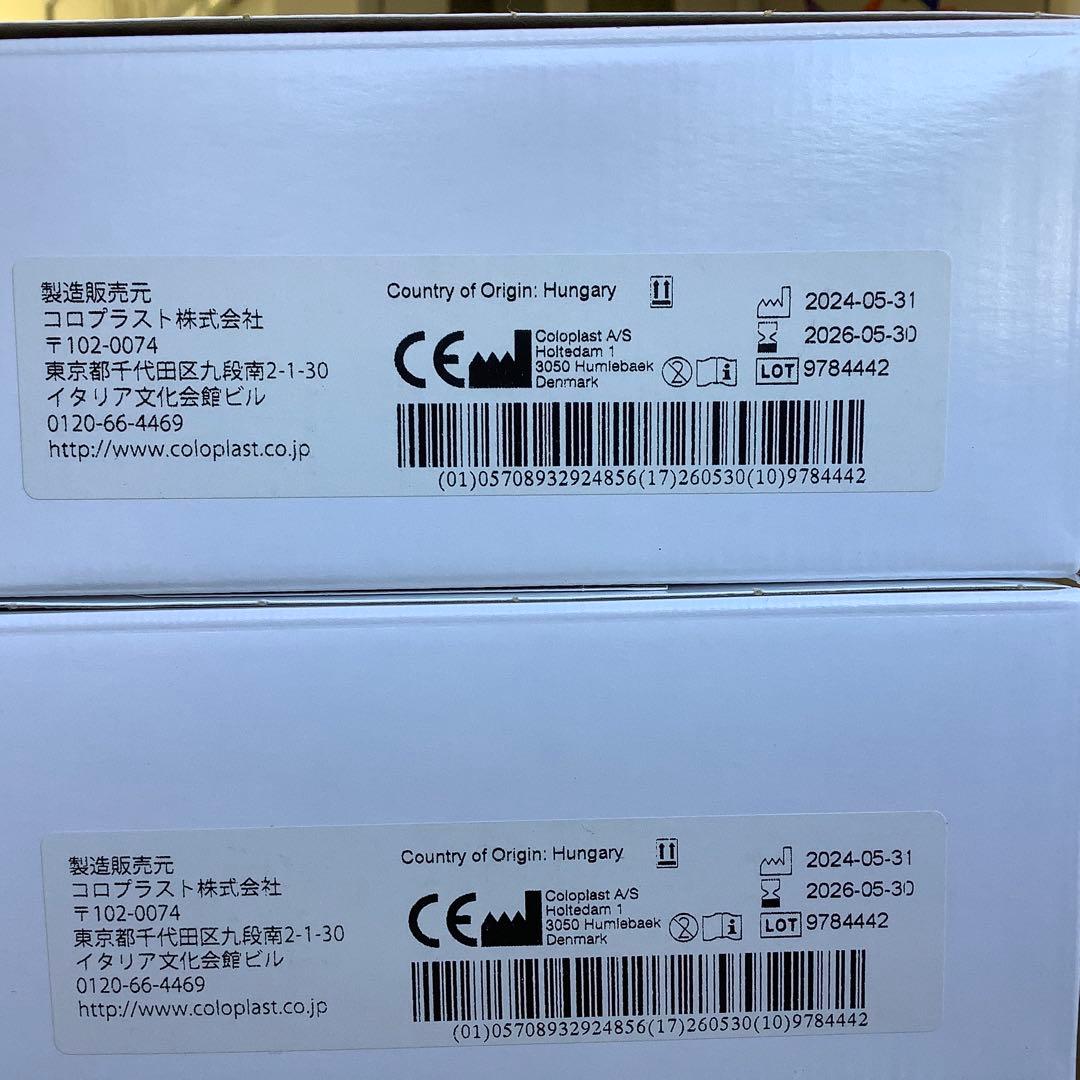 製造販売元
コロプラスト株式会社
〒102-0074
東京都千代田区九段南2-1-30
イタリア文化会館ビル
0120-66-4469
http://www.coloplast.co.jp
Country of Origin: Hungary
CE
Coloplast A/S
Holtedam 1
3050 Humlebaek
Denmark
2
i
2024-05-31
2026-05-30
LOT 9784442
(01)05708932924856(17)260530(10)9784442
製造販売元
コロプラスト株式会社
〒102-0074
東京都千代田区九段南2-1-30
イタリア文化会館ビル
0120-66-4469
http://www.coloplast.co.jp
Country of Origin: Hungary
CE
Coloplast A/S
Holtedam 1
3050 Humlebaek
Denmark
2
i
2024-05-31
2026-05-30
LOT 9784442
(01)05708932924856(17)260530(10)9784442